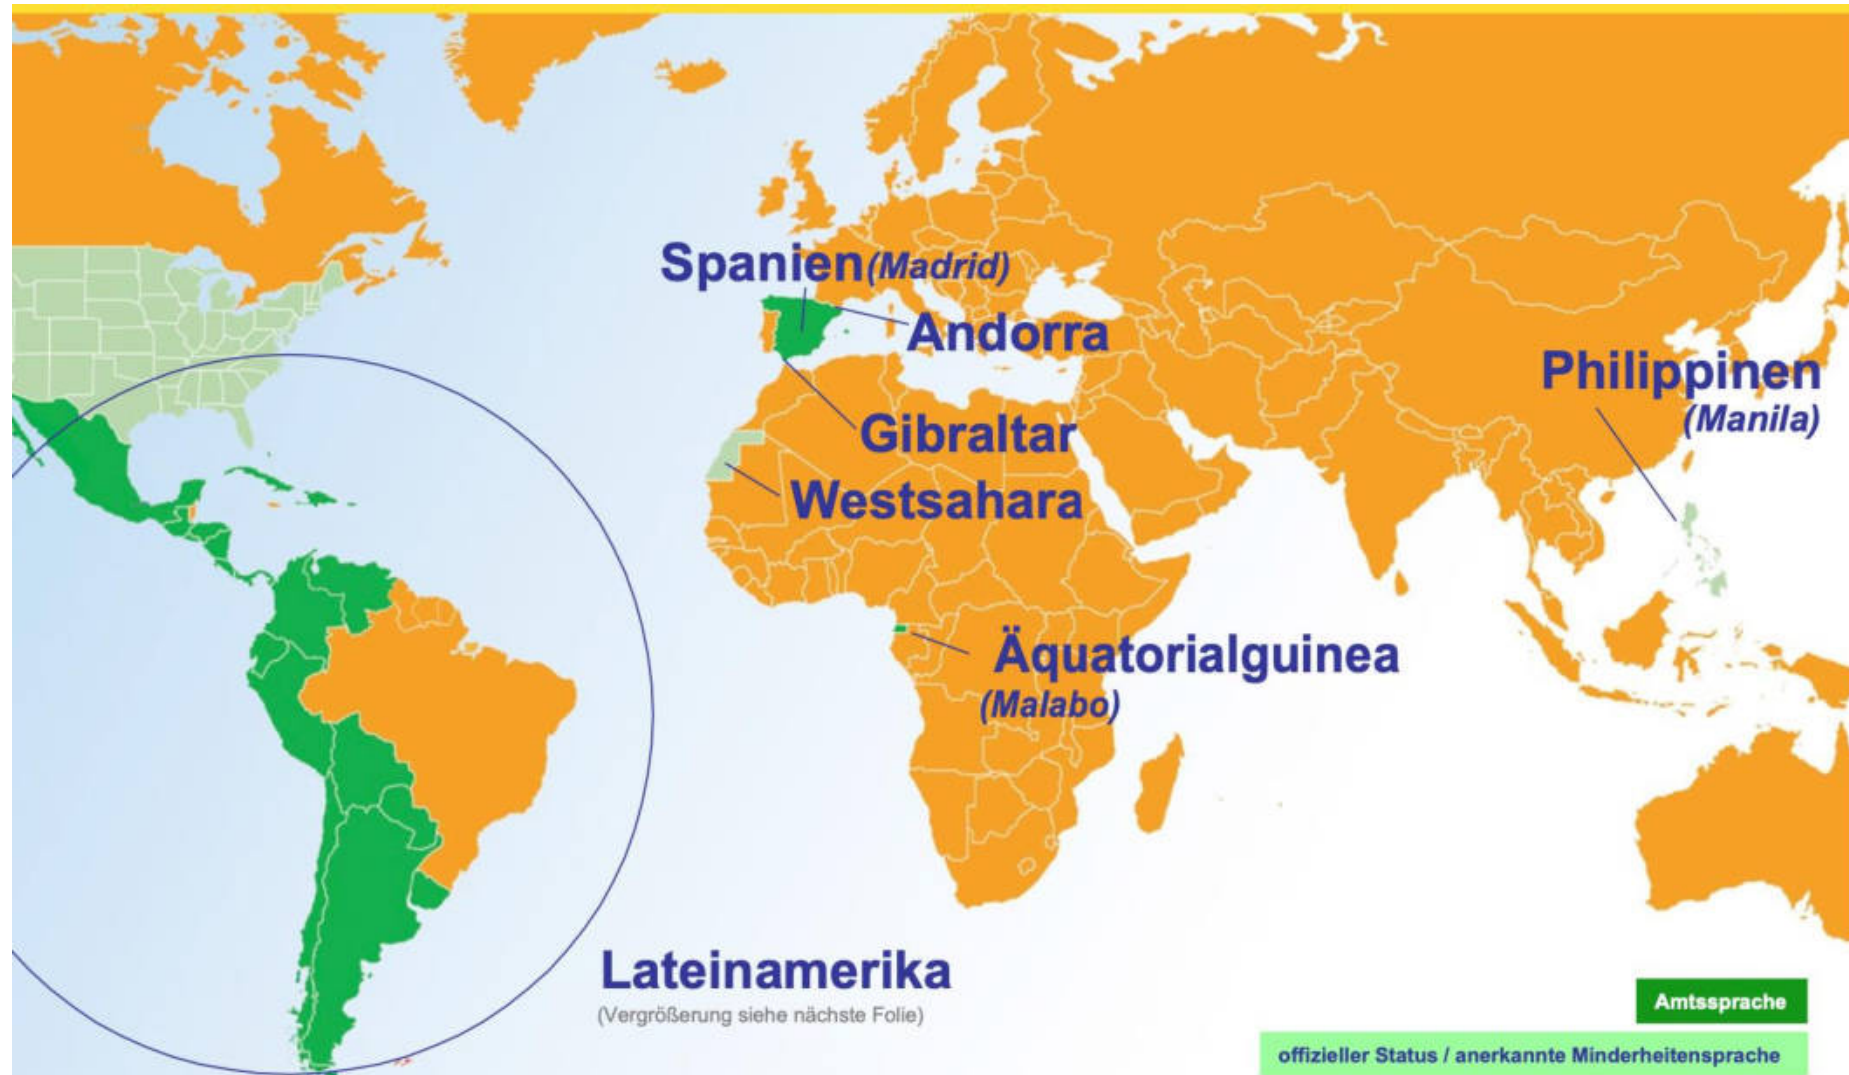 Spanien (Madrid)
Andorra
Philippinen
(Manila)
Gibraltar
Westsahara
Äquatorialguinea
(Malabo)
Lateinamerika
(Vergrößerung siehe nächste Folie)
Amtssprache
offizieller Status / anerkannte Minderheitensprache